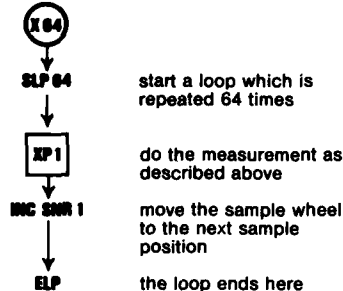 X 64
SLP 64
start a loop which is
repeated 64 times
XP 1
do the measurement as
described above
INC SNR 1
move the sample wheel
to the next sample
position
ELP
the loop ends here